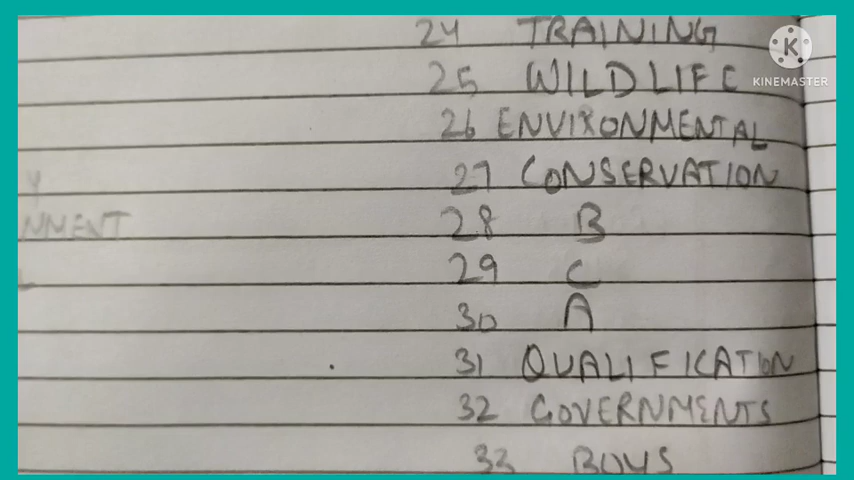 24 TRAINING
KINEMASTER
25 WILDLIFE
26 ENVIRONMENTAL
27 CONSERVATION
Y
NMENT
28 B
29 C
30 A
31 QUALIFICATION
32 GOVERNMENTS
33 BOYS